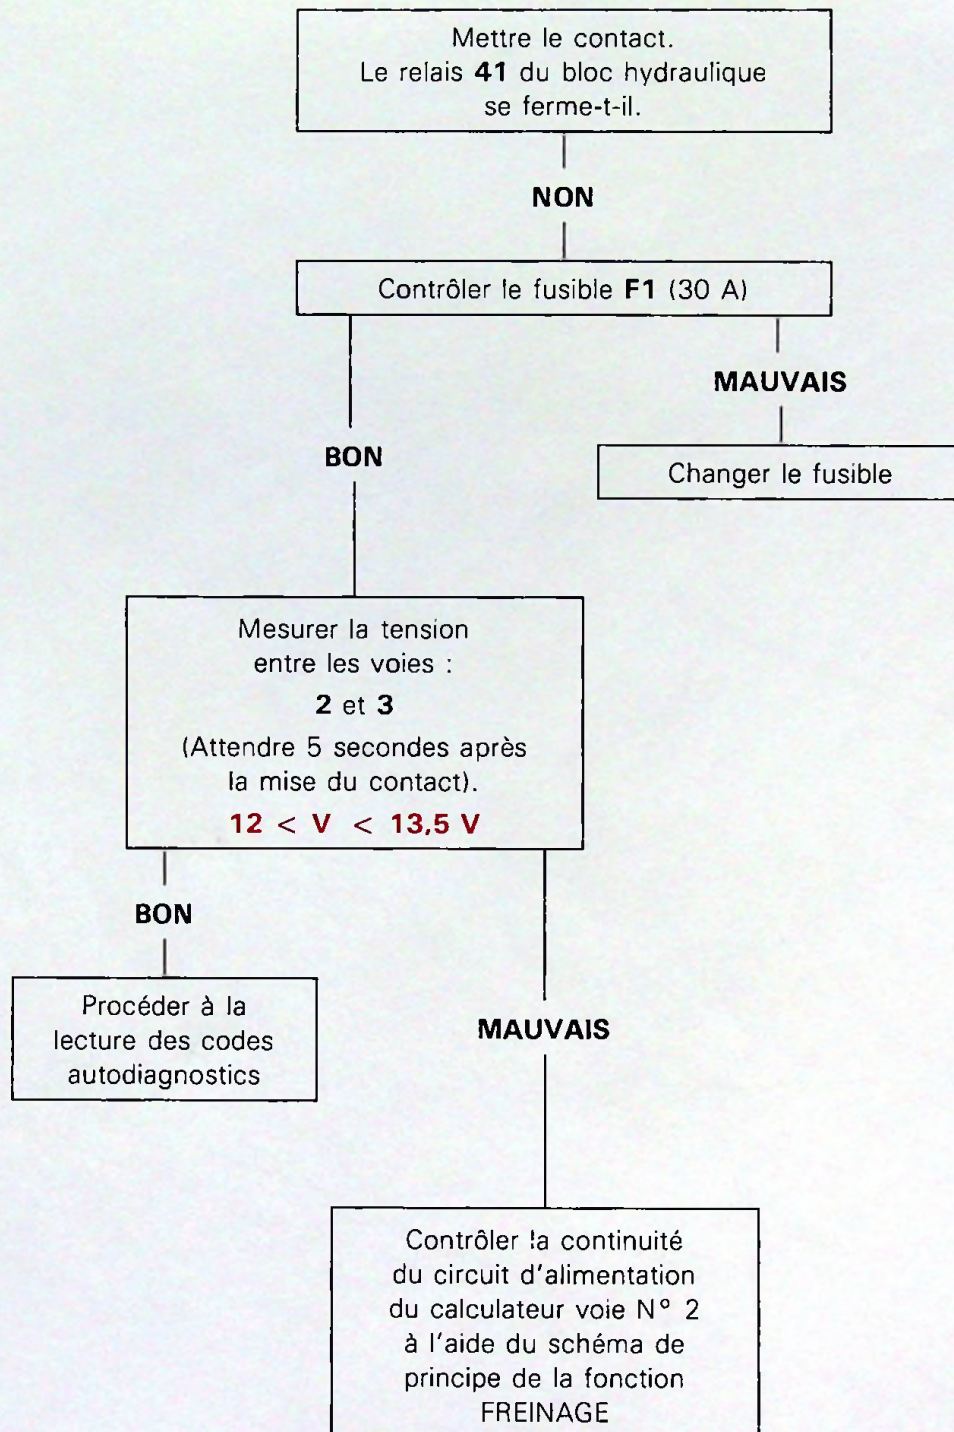 Mettre le contact.
Le relais 41 du bloc hydraulique
se ferme-t-il.
NON
Contrôler le fusible F1 (30 A)
MAUVAIS
BON
Changer le fusible
Mesurer la tension
entre les voies :
2 et 3
(Attendre 5 secondes après
la mise du contact).
12 < V < 13,5 V
BON
Procéder à la
lecture des codes
autodiagnostics
MAUVAIS
Contrôler la continuité
du circuit d'alimentation
du calculateur voie N° 2
à l'aide du schéma de
principe de la fonction
FREINAGE